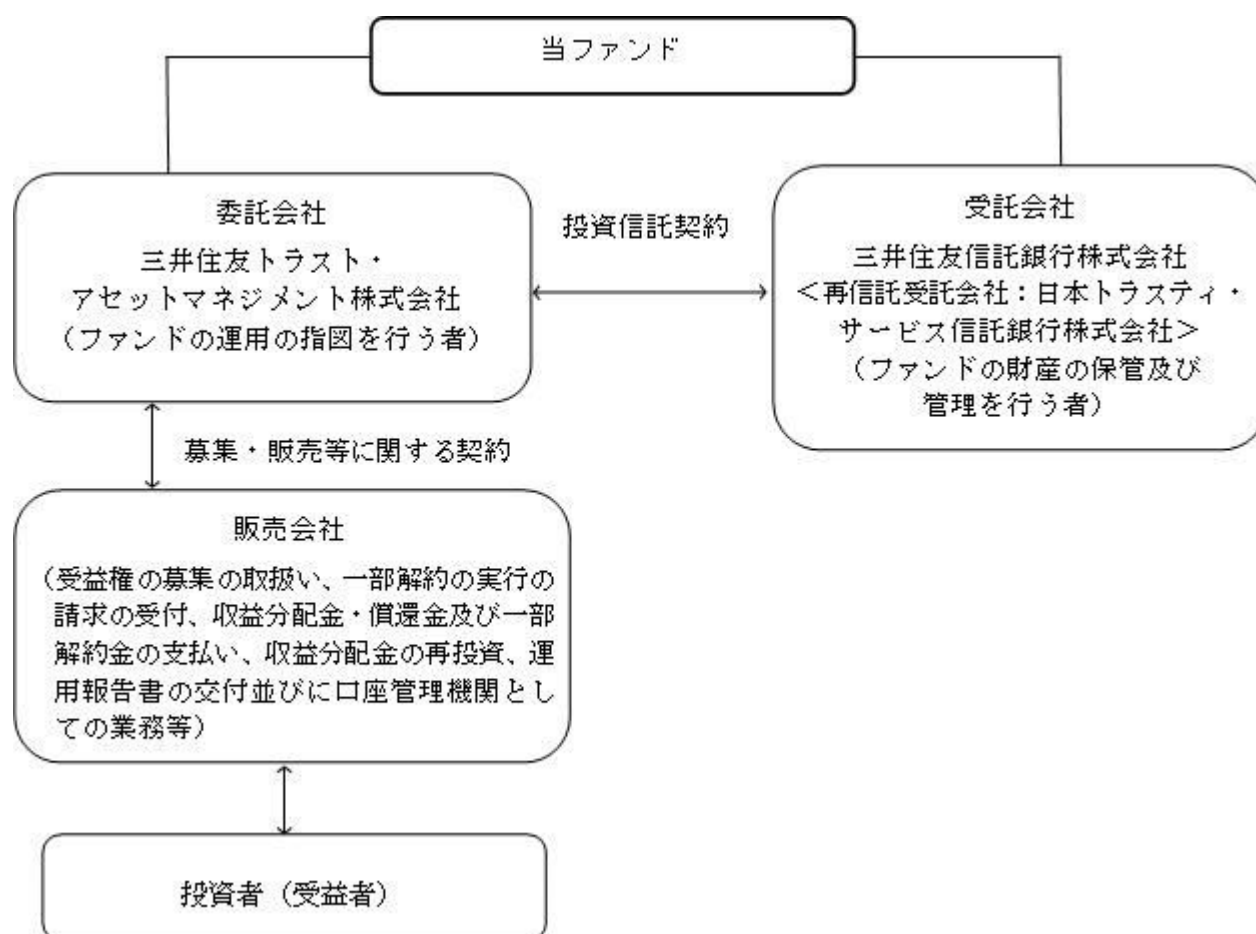 当ファンド
委託会社
三井住友トラスト・
アセットマネジメント株式会社
（ファンドの運用の指図を行う者）
投資信託契約
受託会社
三井住友信託銀行株式会社
＜再信託受託会社：日本トラスティ・
サービス信託銀行株式会社＞
（ファンドの財産の保管及び
管理を行う者）
募集・販売等に関する契約
販売会社
（受益権の募集の取扱い、一部解約の実行の
請求の受付、収益分配金・償還金及び一部
解約金の支払い、収益分配金の再投資、運
用報告書の交付並びに口座管理機関とし
ての業務等）
投資者（受益者）